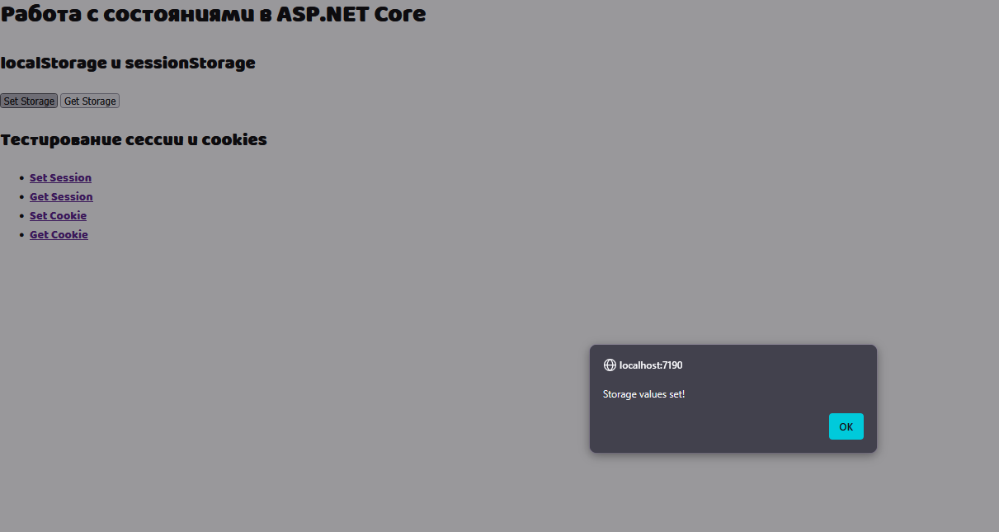 Работа с состояниями в ASP.NET Core
localStorage и sessionStorage
Set Storage Get Storage
Тестирование сессии и cookies
Set Session
Get Session
Set Cookie
Get Cookie
localhost:7190
Storage values set!
OK